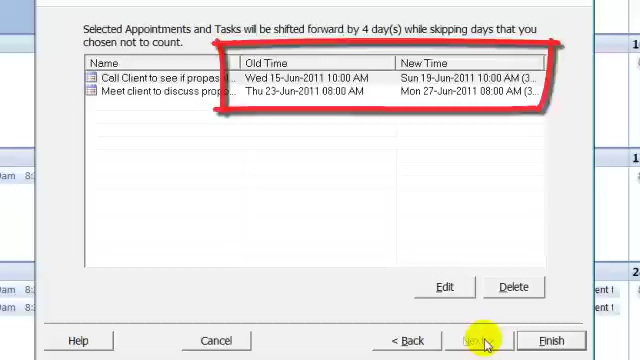 Selected Appointments and Tasks will be shifted forward by 4 day(s) while skipping days that you
chosen not to count.
Name Old Time New Time
Call Client to see if proposal... Wed 15-Jun-2011 10:00 AM Sun 19-Jun-2011 10:00 AM (3...
Meet client to discuss propo... Thu 23-Jun-2011 08:00 AM Mon 27-Jun-2011 08:00 AM (3...
Edit Delete
Help Cancel < Back Next > Finish